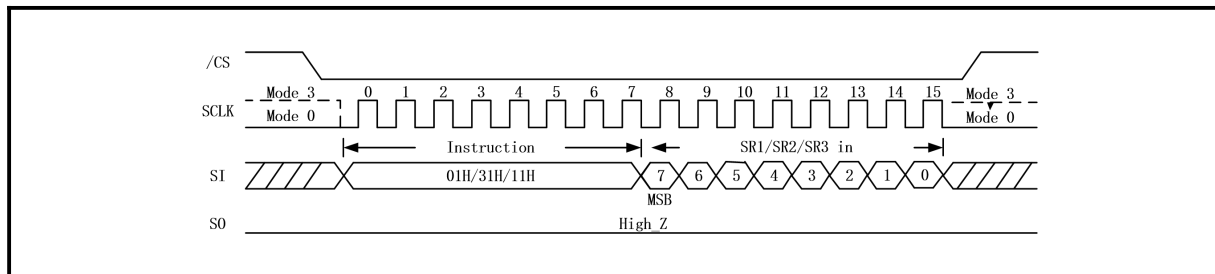 /CS
Mode 3 0 1 2 3 4 5 6 7 8 9 10 11 12 13 14 15 Mode 3
SCLK
Mode 0 Mode 0
Instruction SR1/SR2/SR3 in
SI 01H/31H/11H 7 6 5 4 3 2 1 0
MSB
SO High_Z